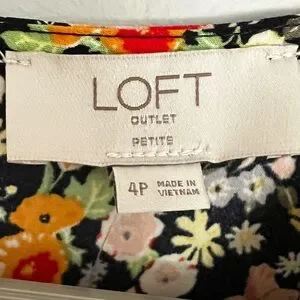 LOFT
OUTLET
PETITE
4P MADE IN
VIETNAM